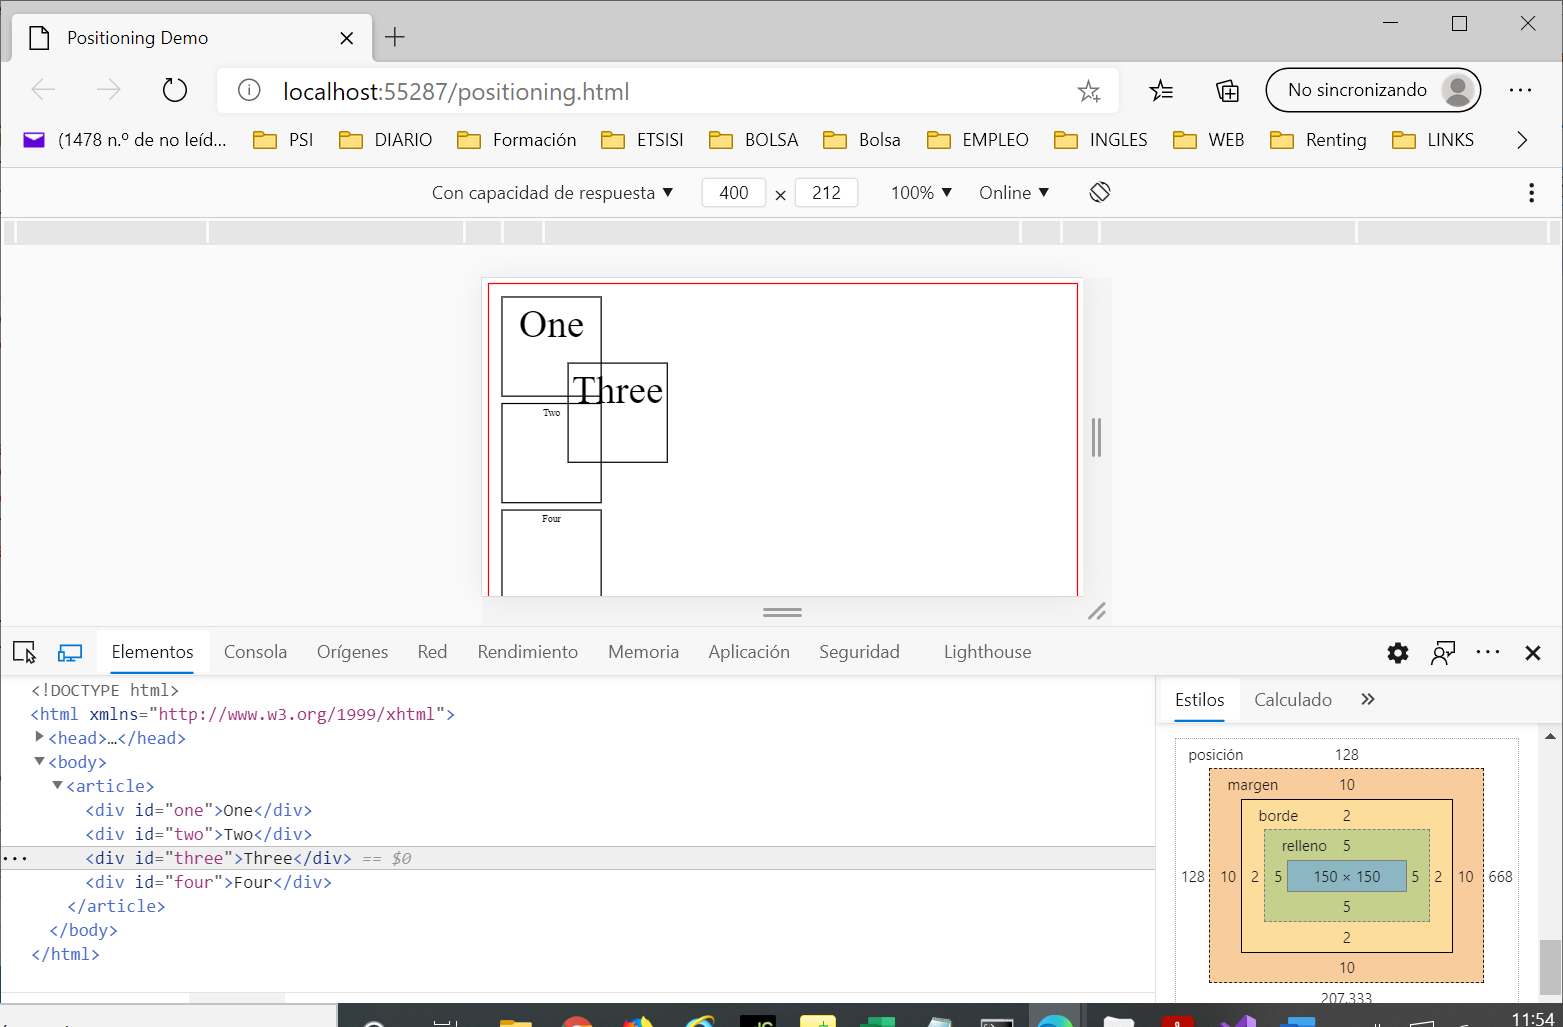 Positioning Demo
localhost:55287/positioning.html
No sincronizando
(1478 n.º de no leíd... PSI DIARIO Formación ETSISI BOLSA Bolsa EMPLEO INGLES WEB Renting LINKS
Con capacidad de respuesta ▼ 400 × 212 100% ▼ Online ▼
One
Three
Two
Four
Elementos Consola Orígenes Red Rendimiento Memoria Aplicación Seguridad Lighthouse
<!DOCTYPE html>
<html xmlns="http://www.w3.org/1999/xhtml">
<head>…</head>
<body>
<article>
<div id="one">One</div>
<div id="two">Two</div>
<div id="three">Three</div> == $0
<div id="four">Four</div>
</article>
</body>
</html>
Estilos Calculado
posición 128
margen 10
borde 2
relleno 5
128 10 2 5 150 × 150 5 2 10 668
5
2
10
207.333
11:54